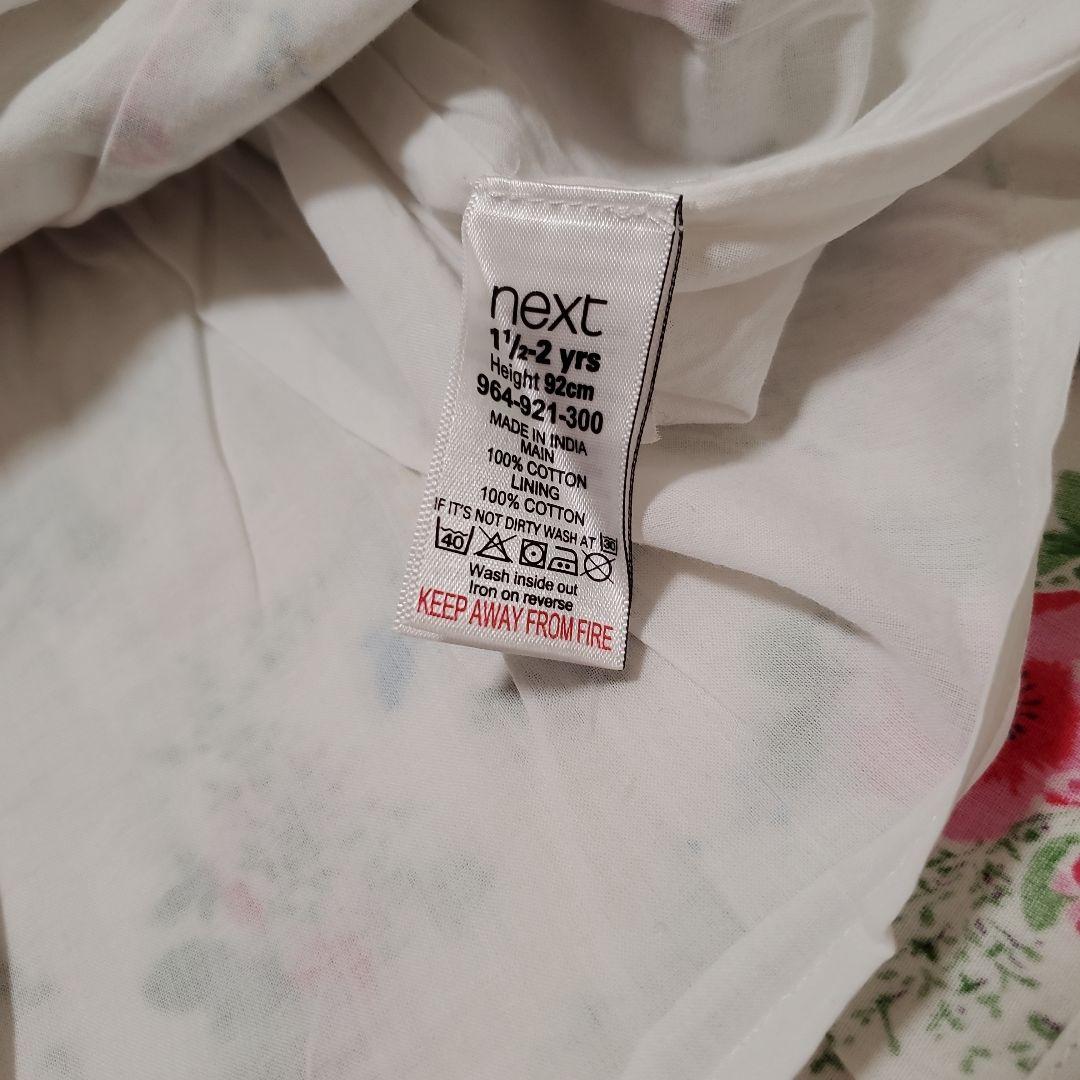 next
1½-2 yrs
Height 92cm
964-921-300
MADE IN INDIA
MAIN
100% COTTON
LINING
100% COTTON
IF IT'S NOT DIRTY WASH AT 30
40
Wash inside out
Iron on reverse
KEEP AWAY FROM FIRE